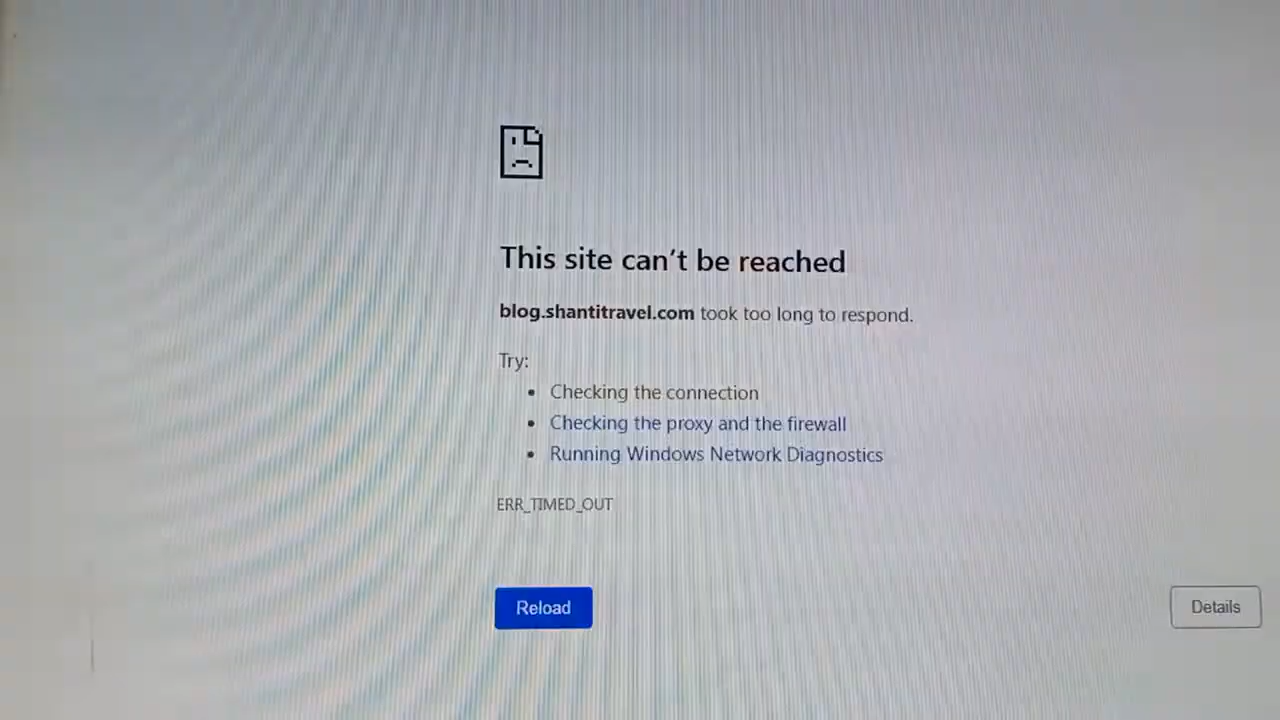 This site can't be reached
blog.shantitravel.com took too long to respond.
Try:
Checking the connection
Checking the proxy and the firewall
Running Windows Network Diagnostics
ERR_TIMED_OUT
Reload
Details